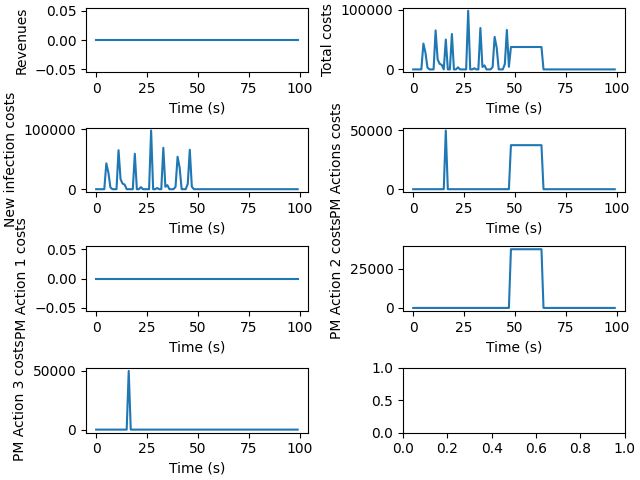 Revenues
0.05
0.00
−0.05
0 25 50 75 100
Time (s)
Total costs
100000
0
0 25 50 75 100
Time (s)
New infection costs
100000
0
0 25 50 75 100
Time (s)
PM Actions costs
50000
0
0 25 50 75 100
Time (s)
PM Action 1 costs
0.05
0.00
−0.05
0 25 50 75 100
Time (s)
PM Action 2 costs
25000
0
0 25 50 75 100
Time (s)
PM Action 3 costs
50000
0
0 25 50 75 100
Time (s)
1.0
0.5
0.0
0.0 0.2 0.4 0.6 0.8 1.0